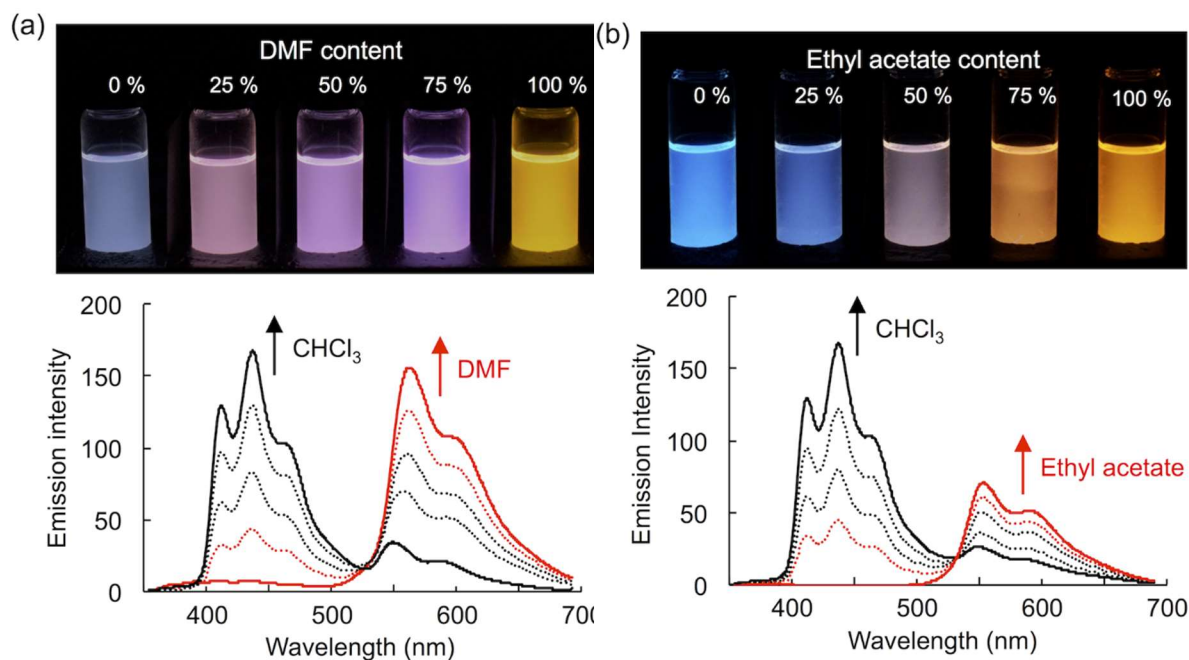 (a)
DMF content
0 % 25 % 50 % 75 % 100 %
200
150
100
50
0
Emission intensity
CHCl₃
DMF
400 500 600 700
Wavelength (nm)
(b)
Ethyl acetate content
0 % 25 % 50 % 75 % 100 %
200
150
100
50
0
Emission Intensity
CHCl₃
Ethyl acetate
400 500 600 700
Wavelength (nm)